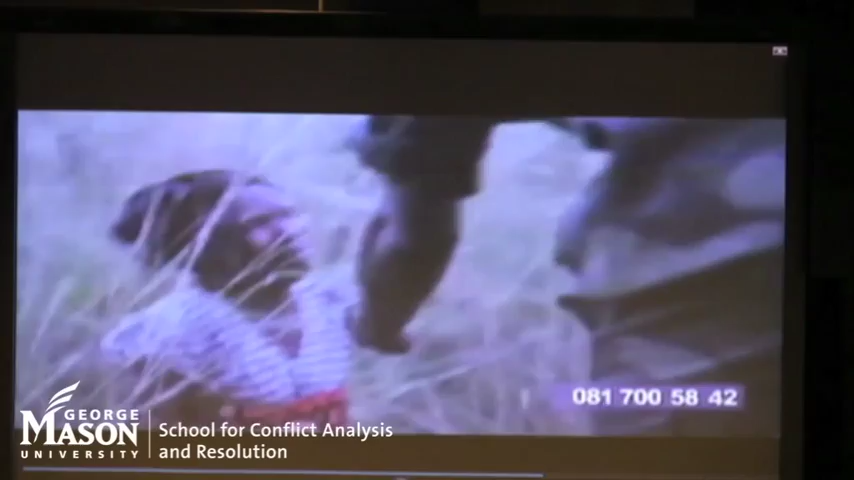 081 700 58 42
GEORGE
MASON
UNIVERSITY
School for Conflict Analysis
and Resolution